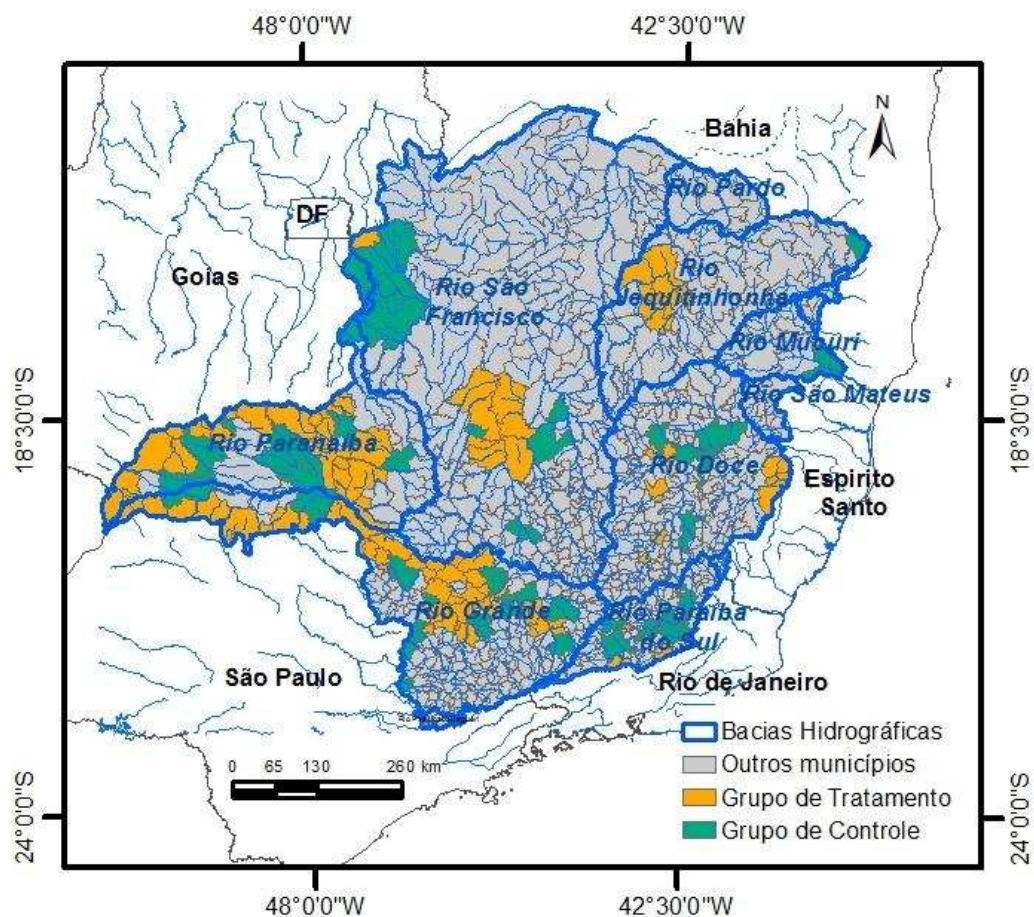 48°0'0"W
42°30'0"W
N
Bahia
Rio Pardo
DF
Goias
Rio
Jequitinhonha
Rio São
Francisco
Rio Mucuri
Rio São Mateus
18°30'0"S
18°30'0"S
Rio Paranaiba
Rio Doce
Espirito
Santo
Rio Grande
Rio Paraiba
do Sul
São Paulo
Rio de Janeiro
Bacias Hidrográficas
0 65 130 260 km
Outros municípios
Grupo de Tratamento
Grupo de Controle
24°0'0"S
24°0'0"S
48°0'0"W
42°30'0"W